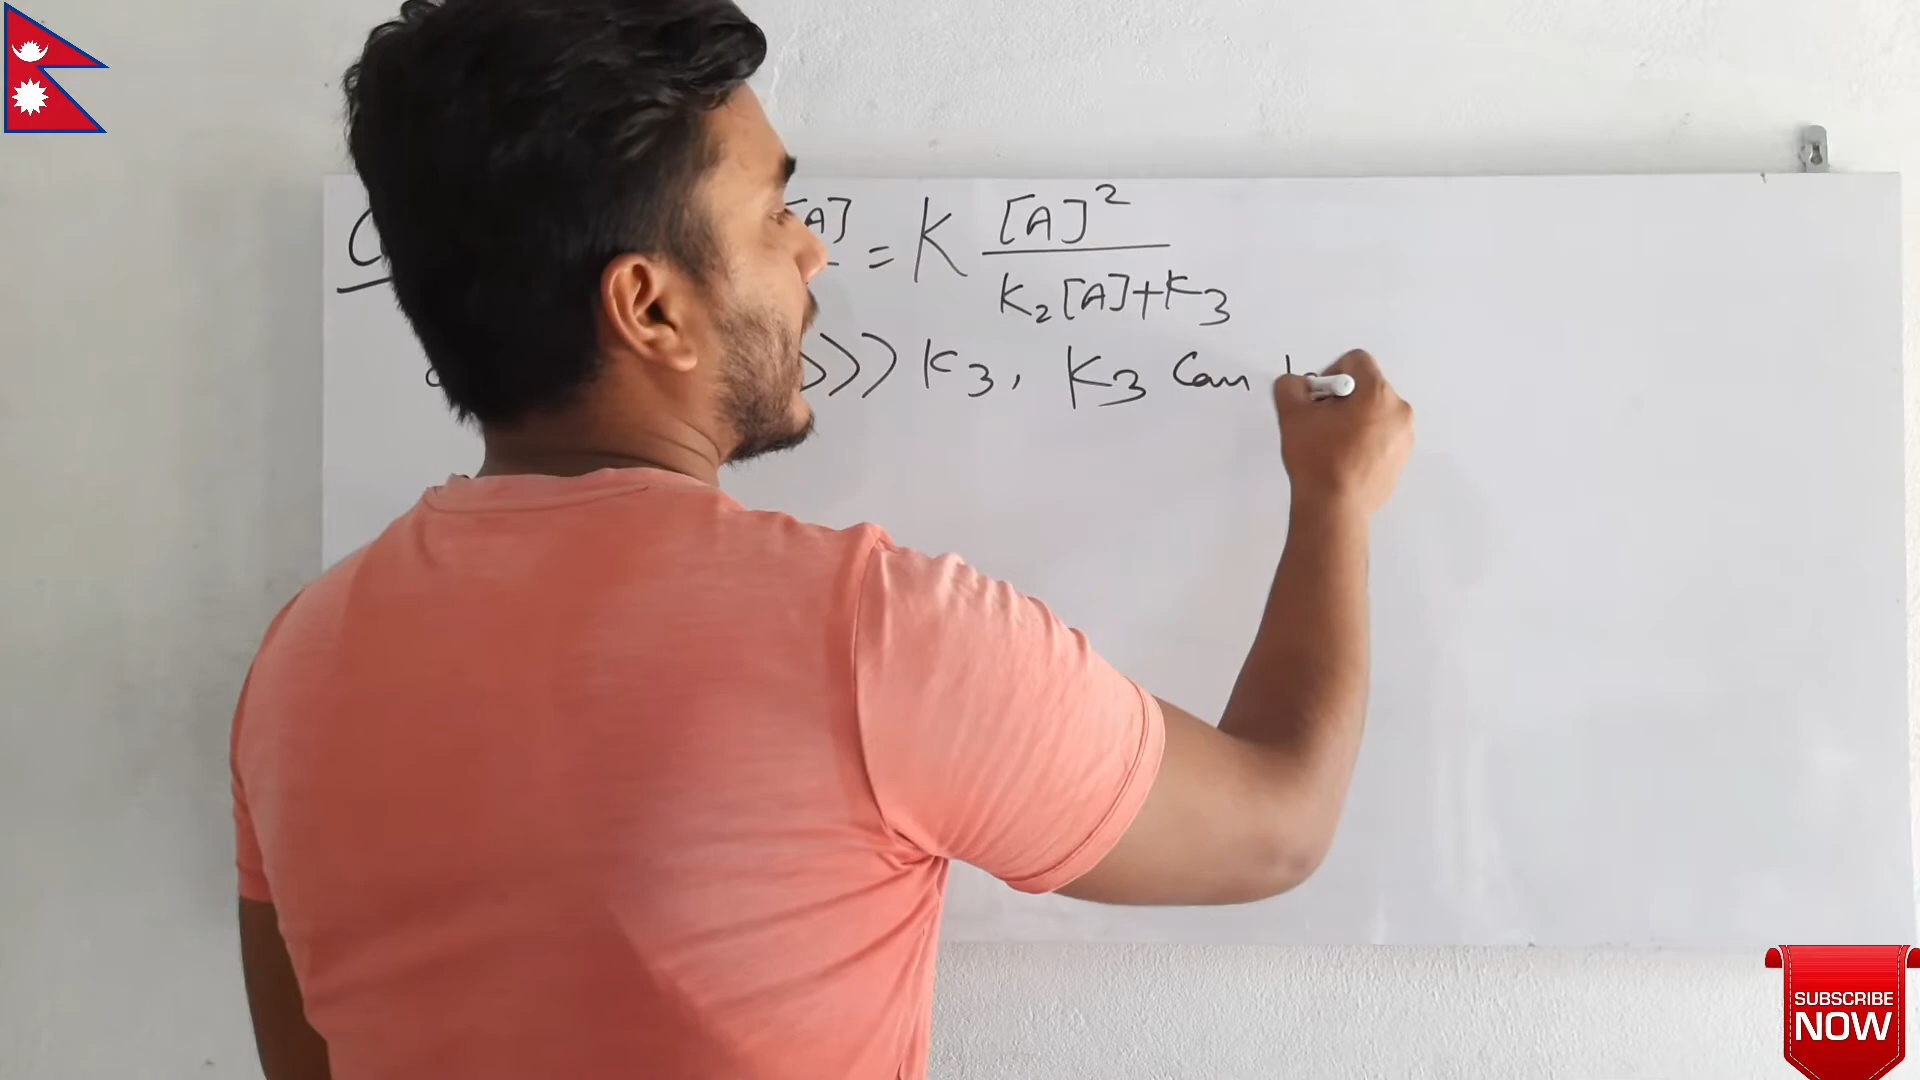 C [A] = K [A]² / K₂[A]+K₃
>>> K₃, K₃ Can
SUBSCRIBE
NOW